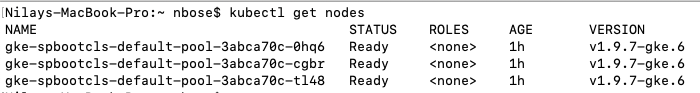 Nilays-MacBook-Pro:~ nbose$ kubectl get nodes
NAME STATUS ROLES AGE VERSION
gke-spbootcls-default-pool-3abca70c-0hq6 Ready <none> 1h v1.9.7-gke.6
gke-spbootcls-default-pool-3abca70c-cgbr Ready <none> 1h v1.9.7-gke.6
gke-spbootcls-default-pool-3abca70c-tl48 Ready <none> 1h v1.9.7-gke.6